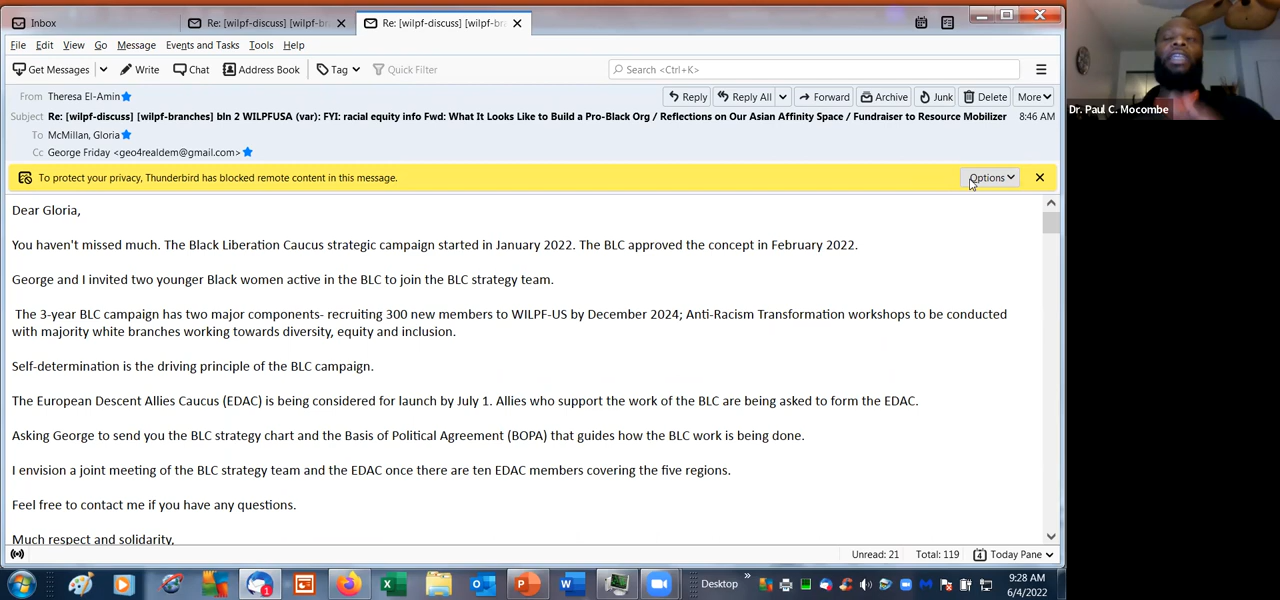 Inbox
Re: [wilpf-discuss] [wilpf-br
Re: [wilpf-discuss] [wilpf-br
File Edit View Go Message Events and Tasks Tools Help
Get Messages Write Chat Address Book Tag Quick Filter Search <Ctrl+K>
From Theresa El-Amin Reply Reply All Forward Archive Junk Delete More
Subject Re: [wilpf-discuss] [wilpf-branches] bln 2 WILPFUSA (var): FYI: racial equity info Fwd: What It Looks Like to Build a Pro-Black Org / Reflections on Our Asian Affinity Space / Fundraiser to Resource Mobilizer 8:46 AM
To McMillan, Gloria
Cc George Friday <geo4realdem@gmail.com>
To protect your privacy, Thunderbird has blocked remote content in this message. Options
Dear Gloria,
You haven't missed much. The Black Liberation Caucus strategic campaign started in January 2022. The BLC approved the concept in February 2022.
George and I invited two younger Black women active in the BLC to join the BLC strategy team.
The 3-year BLC campaign has two major components- recruiting 300 new members to WILPF-US by December 2024; Anti-Racism Transformation workshops to be conducted
with majority white branches working towards diversity, equity and inclusion.
Self-determination is the driving principle of the BLC campaign.
The European Descent Allies Caucus (EDAC) is being considered for launch by July 1. Allies who support the work of the BLC are being asked to form the EDAC.
Asking George to send you the BLC strategy chart and the Basis of Political Agreement (BOPA) that guides how the BLC work is being done.
I envision a joint meeting of the BLC strategy team and the EDAC once there are ten EDAC members covering the five regions.
Feel free to contact me if you have any questions.
Much respect and solidarity,
Unread: 21 Total: 119 4 Today Pane
Desktop
9:28 AM
6/4/2022
Dr. Paul C. Mocombe